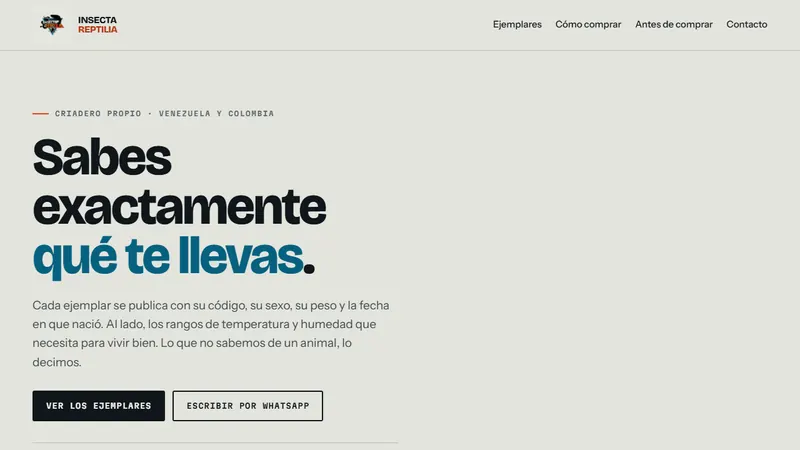 INSECTA
REPTILIA
Ejemplares
Cómo comprar
Antes de comprar
Contacto
CRIADERO PROPIO · VENEZUELA Y COLOMBIA
Sabes
exactamente
qué te llevas.
Cada ejemplar se publica con su código, su sexo, su peso y la fecha
en que nació. Al lado, los rangos de temperatura y humedad que
necesita para vivir bien. Lo que no sabemos de un animal, lo
decimos.
VER LOS EJEMPLARES
ESCRIBIR POR WHATSAPP